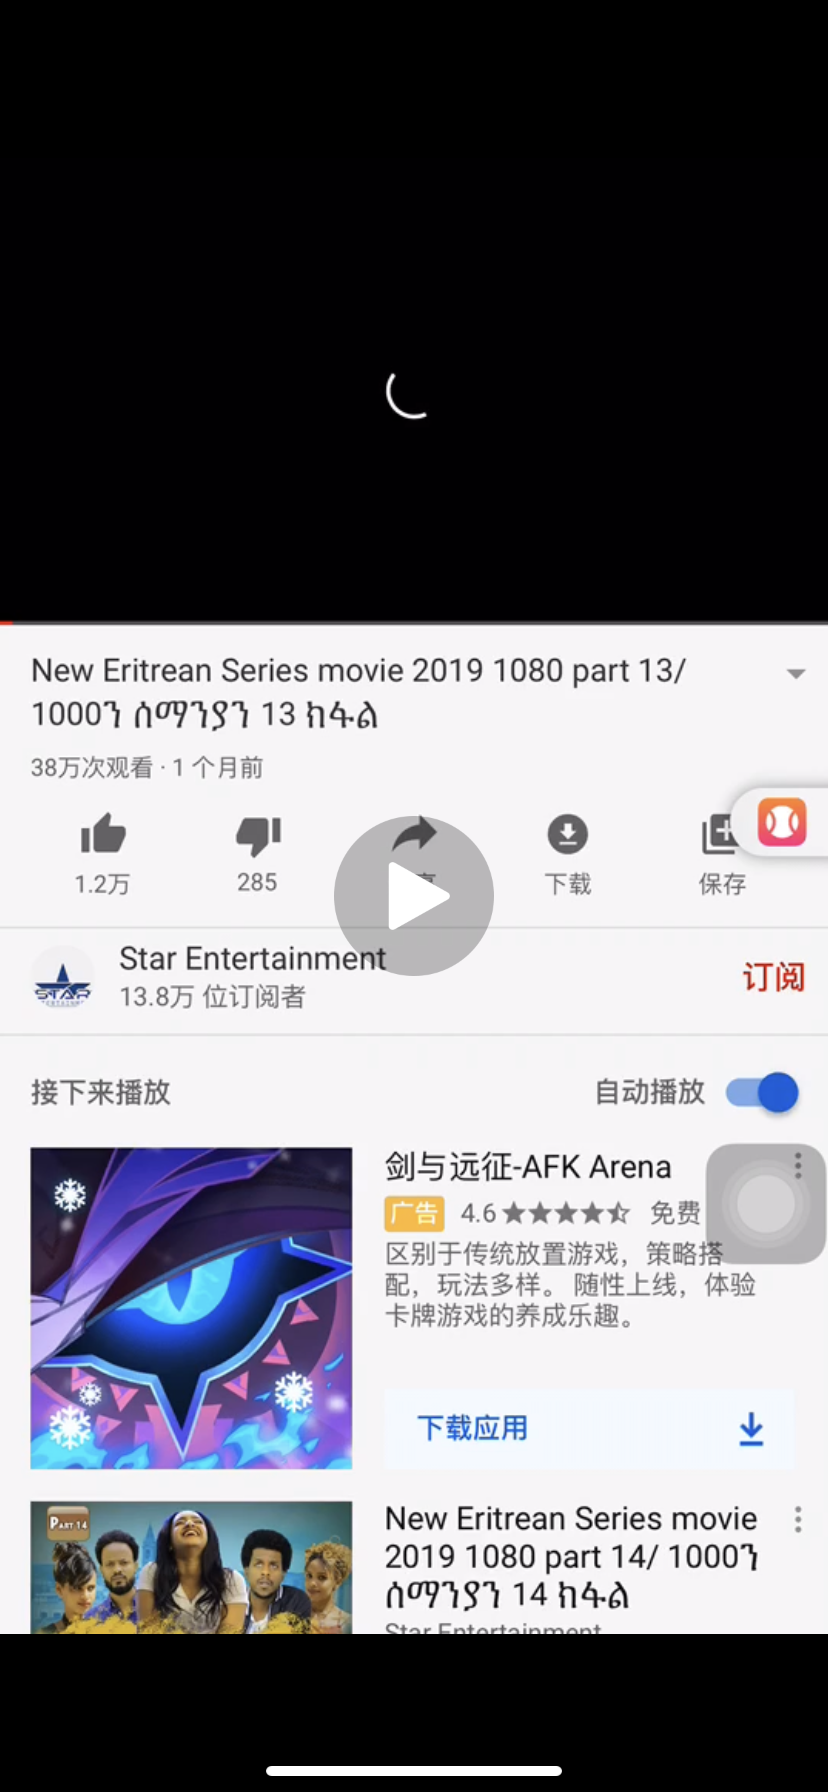 New Eritrean Series movie 2019 1080 part 13/
1000ን ሰማንያን 13 ክፋል
38万次观看 · 1 个月前
1.2万
285
下载
保存
STAR
Star Entertainment
13.8万 位订阅者
订阅
接下来播放
自动播放
剑与远征-AFK Arena
广告 4.6 免费
区别于传统放置游戏，策略搭
配，玩法多样。 随性上线，体验
卡牌游戏的养成乐趣。
下载应用
PART 14
New Eritrean Series movie
2019 1080 part 14/ 1000ን
ሰማንያን 14 ክፋል
Star Entertainment